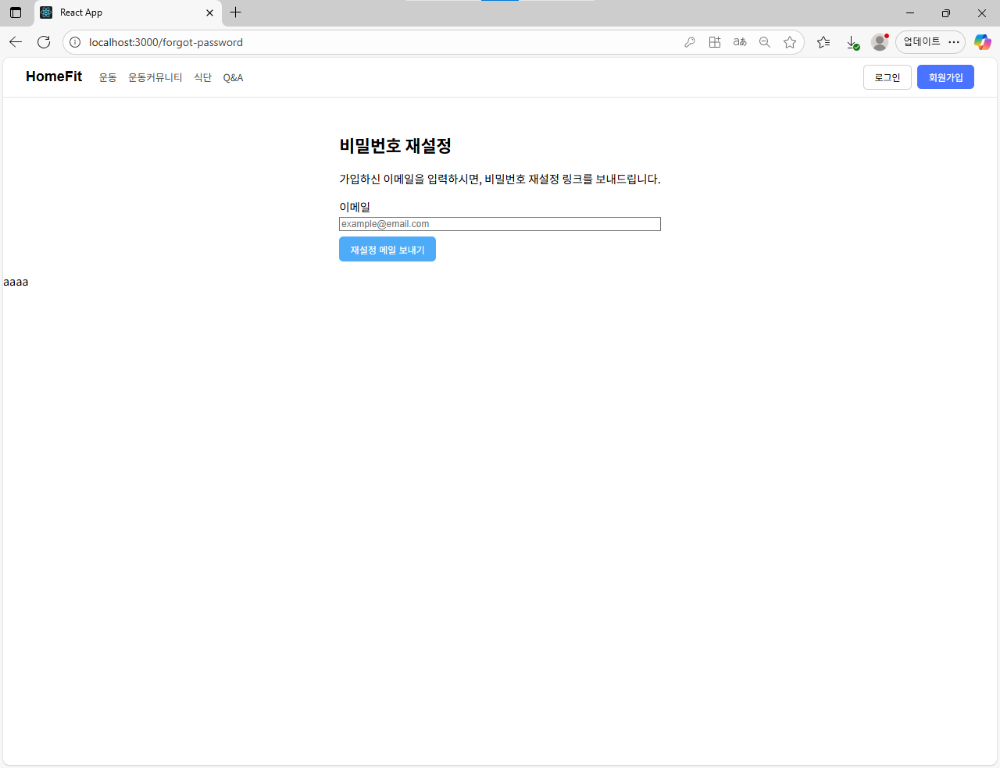 React App
localhost:3000/forgot-password
aあ
업데이트
HomeFit 운동 운동커뮤니티 식단 Q&A 로그인 회원가입
비밀번호 재설정
가입하신 이메일을 입력하시면, 비밀번호 재설정 링크를 보내드립니다.
이메일
example@email.com
재설정 메일 보내기
aaaa